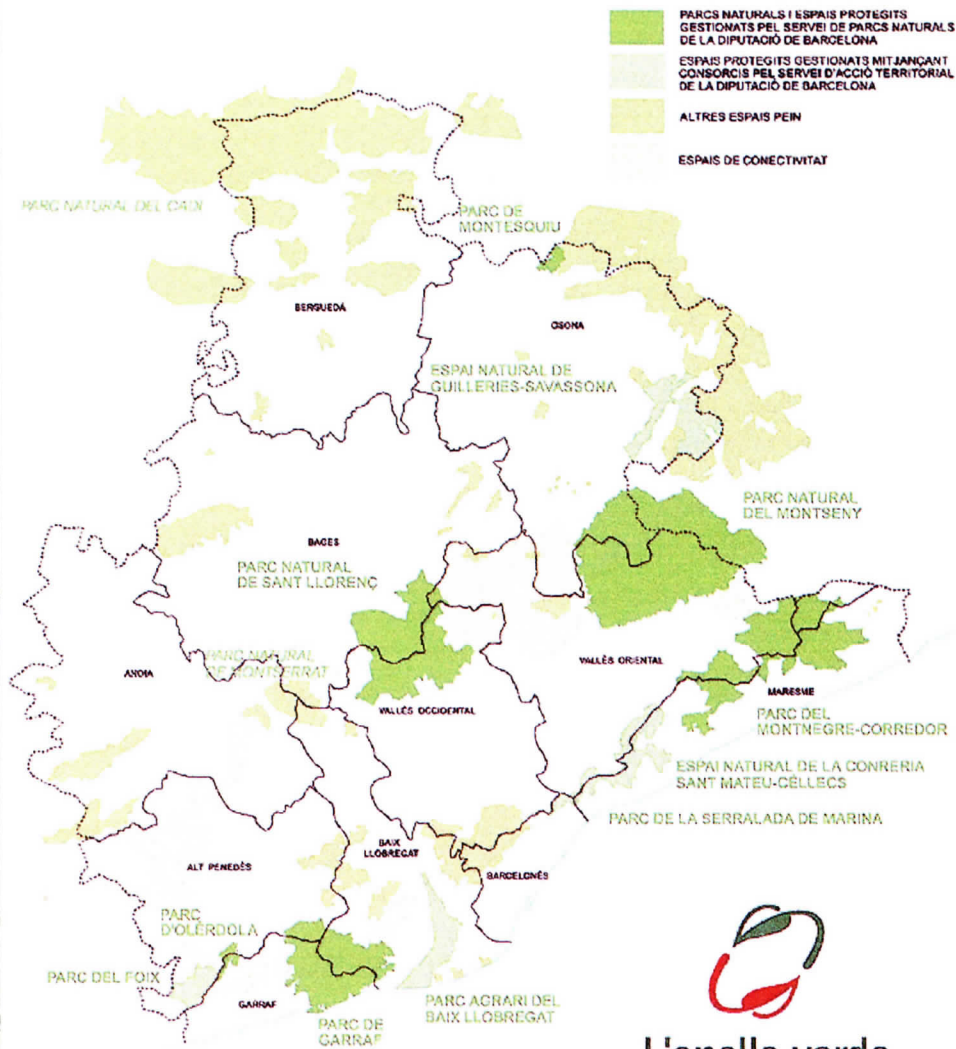 PARCS NATURALS I ESPAIS PROTEGITS
GESTIONATS PEL SERVEI DE PARCS NATURALS
DE LA DIPUTACIÓ DE BARCELONA
ESPAIS PROTEGITS GESTIONATS MITJANÇANT
CONSORCIS PEL SERVEI D'ACCIÓ TERRITORIAL
DE LA DIPUTACIÓ DE BARCELONA
ALTRES ESPAIS PEIN
ESPAIS DE CONECTIVITAT
PARC NATURAL DEL CADÍ
PARC DE
MONTESQUIU
BERGUEDÀ
OSONA
ESPAI NATURAL DE
GUILLERIES-SAVASSONA
PARC NATURAL
DEL MONTSENY
BAGES
PARC NATURAL
DE SANT LLORENÇ
ANOIA
PARC NATURAL
DE MONTSERRAT
VALLÈS ORIENTAL
VALLÈS OCCIDENTAL
MARESME
PARC DEL
MONTNEGRE-CORREDOR
ESPAI NATURAL DE LA CONRERIA
SANT MATEU-CÉLLECS
PARC DE LA SERRALADA DE MARINA
BAIX
LLOBREGAT
ALT PENEDÈS
BARCELONÈS
PARC
D'OLÈRDOLA
PARC DEL FOIX
GARRAF
PARC DE
GARRAF
PARC AGRARI DEL
BAIX LLOBREGAT
L'anella verda